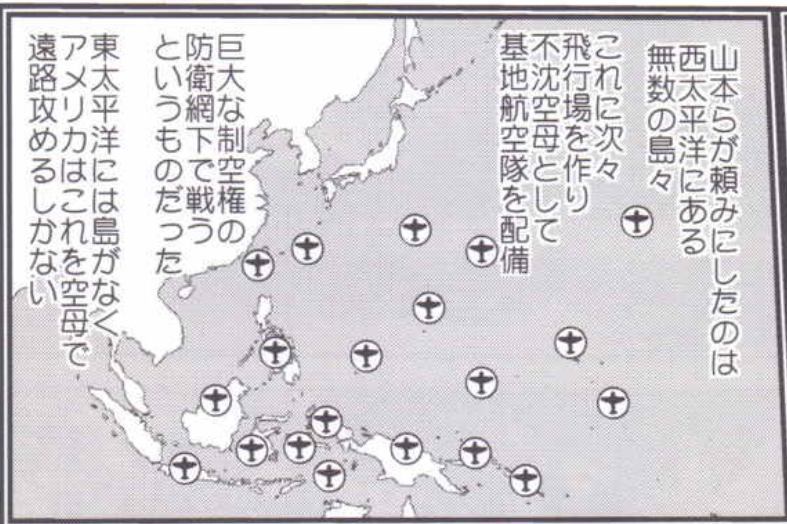 山本らが頼みにしたのは
西太平洋にある
無数の島々
これに次々
飛行場を作り
不沈空母として
基地航空隊を配備
巨大な制空権の
防衛網下で戦う
というものだった
東太平洋には島がなく
アメリカはこれを空母で
遠路攻めるしかない